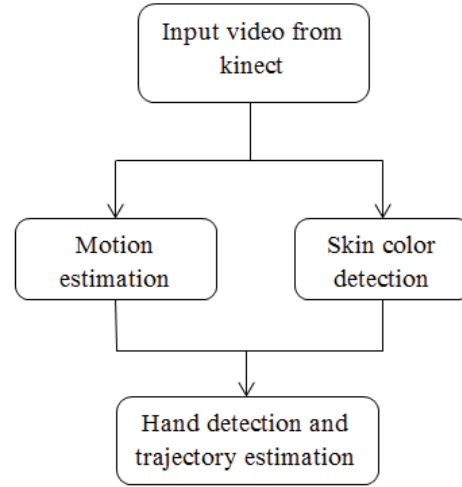 Input video from
kinect
Motion
estimation
Skin color
detection
Hand detection and
trajectory estimation